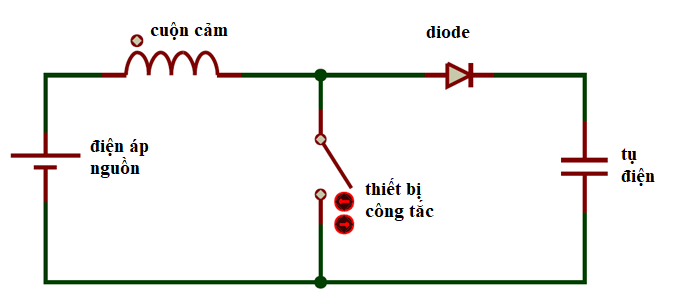 cuộn cảm
diode
điện áp
nguồn
thiết bị
công tắc
tụ
điện